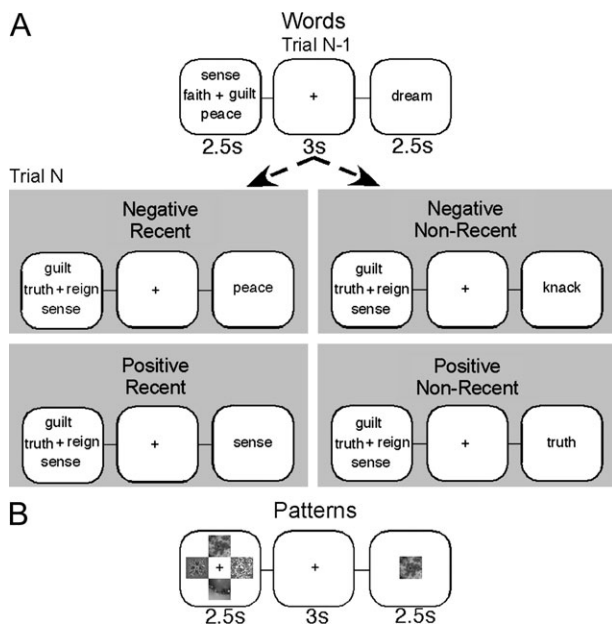 A
Words
Trial N-1
sense
faith + guilt
peace
+
dream
2.5s
3s
2.5s
Trial N
Negative
Recent
guilt
truth + reign
sense
+
peace
Negative
Non-Recent
guilt
truth + reign
sense
+
knack
Positive
Recent
guilt
truth + reign
sense
+
sense
Positive
Non-Recent
guilt
truth + reign
sense
+
truth
B
Patterns
+
+
2.5s
3s
2.5s